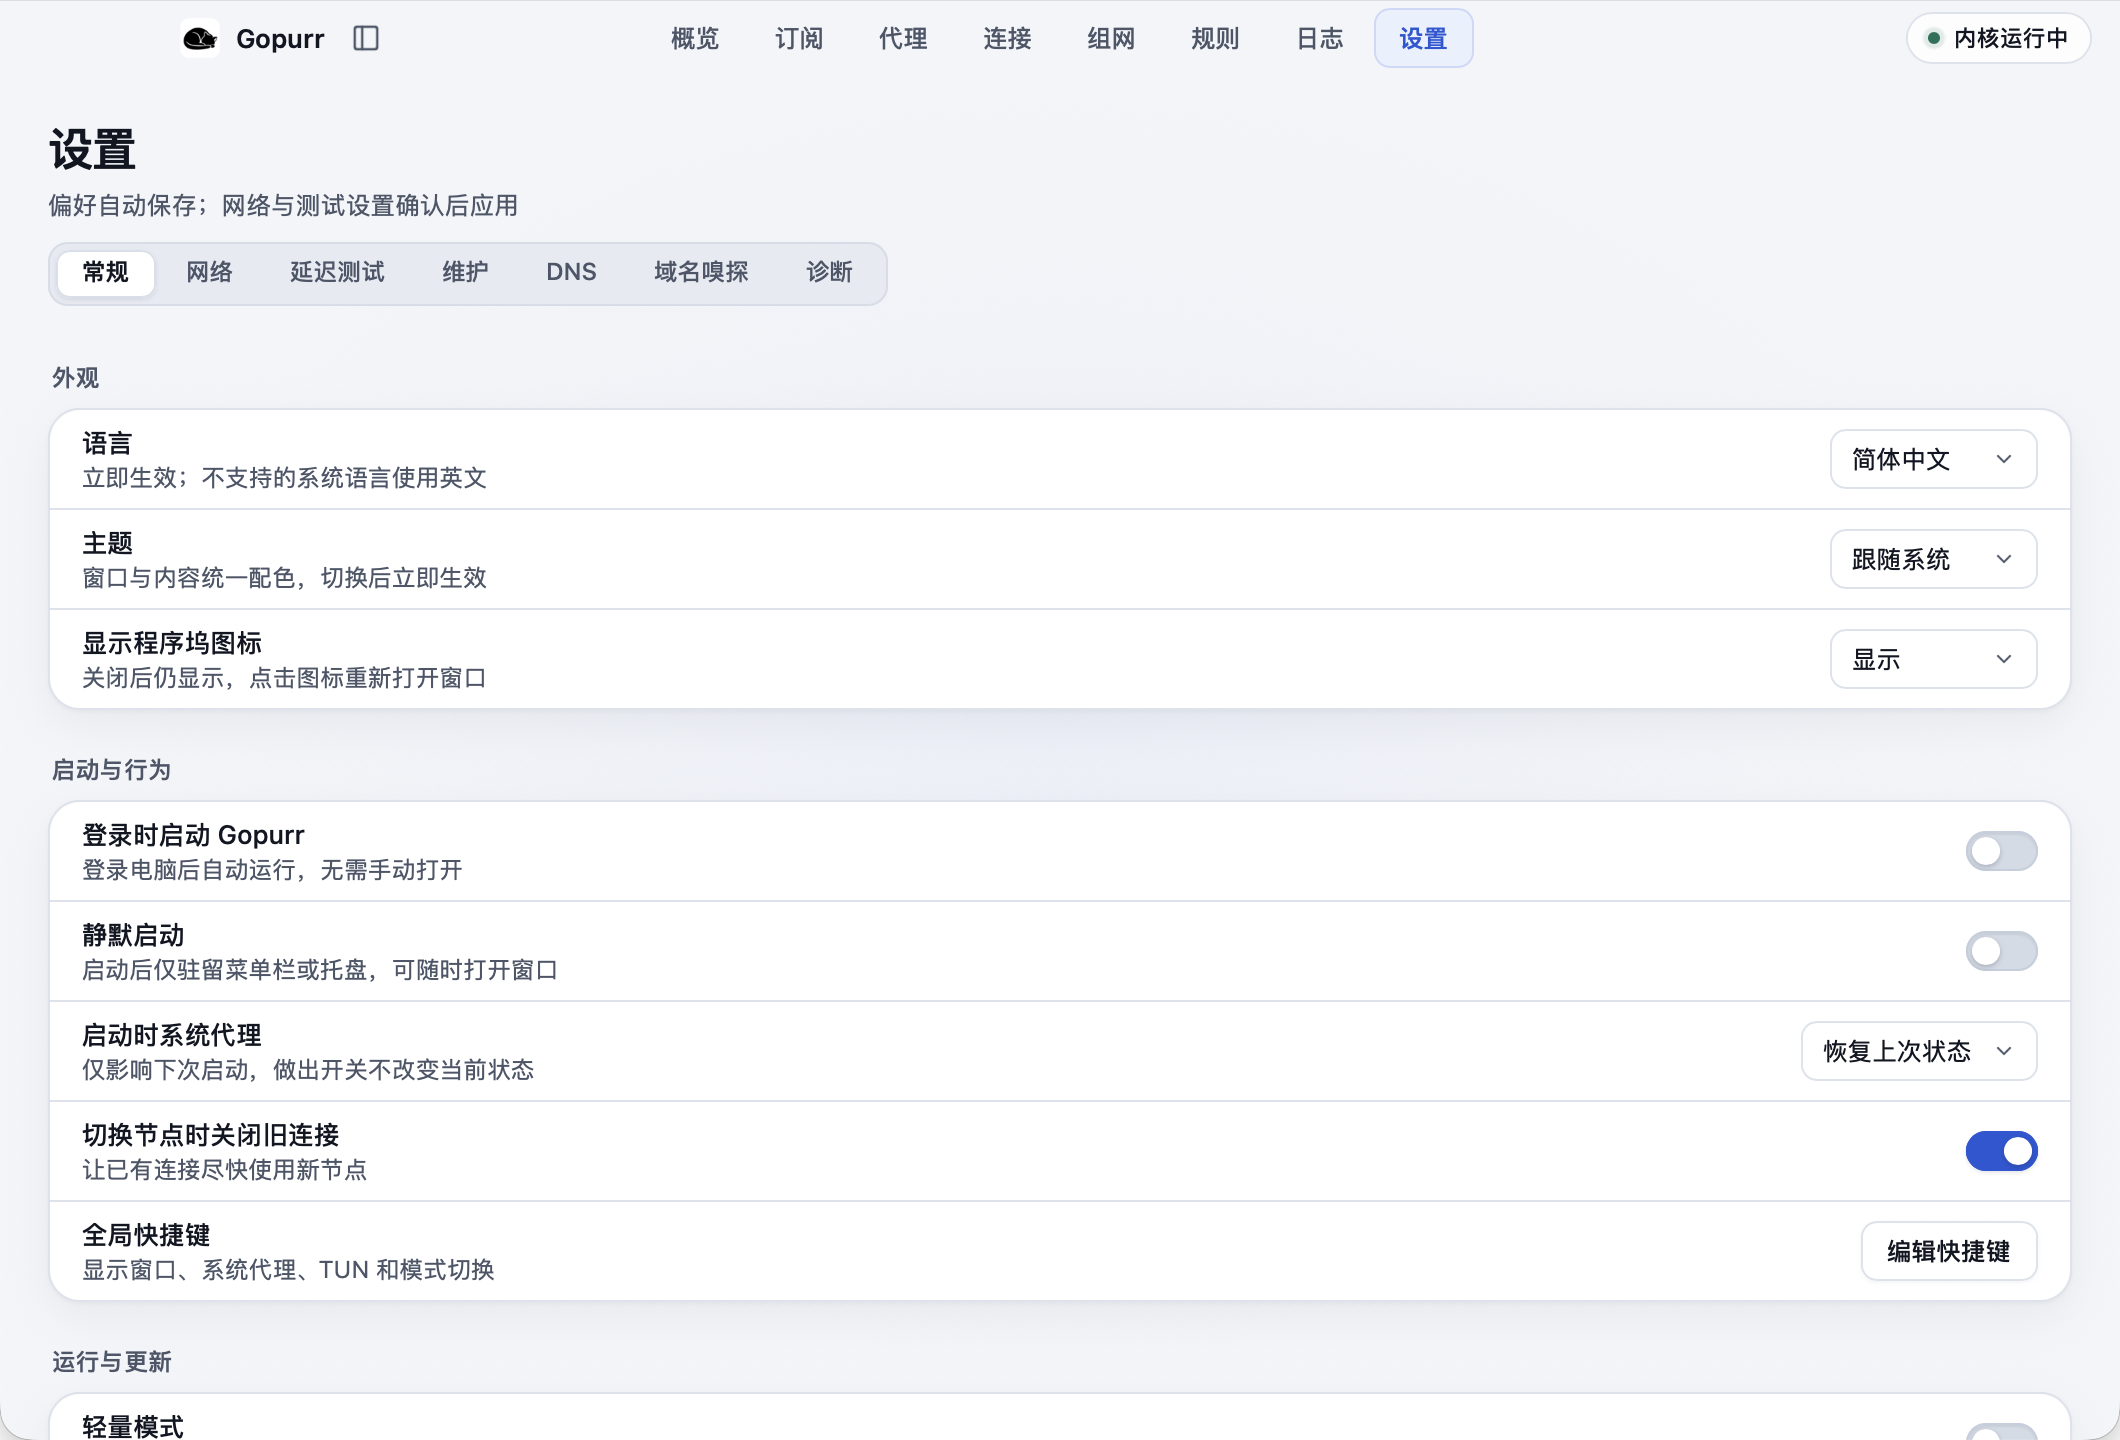 Gopurr
概览 订阅 代理 连接 组网 规则 日志 设置
内核运行中
设置
偏好自动保存；网络与测试设置确认后应用
常规 网络 延迟测试 维护 DNS 域名嗅探 诊断
外观
语言
立即生效；不支持的系统语言使用英文
简体中文
主题
窗口与内容统一配色，切换后立即生效
跟随系统
显示程序坞图标
关闭后仍显示，点击图标重新打开窗口
显示
启动与行为
登录时启动 Gopurr
登录电脑后自动运行，无需手动打开
静默启动
启动后仅驻留菜单栏或托盘，可随时打开窗口
启动时系统代理
仅影响下次启动，做出开关不改变当前状态
恢复上次状态
切换节点时关闭旧连接
让已有连接尽快使用新节点
全局快捷键
显示窗口、系统代理、TUN 和模式切换
编辑快捷键
运行与更新
轻量模式